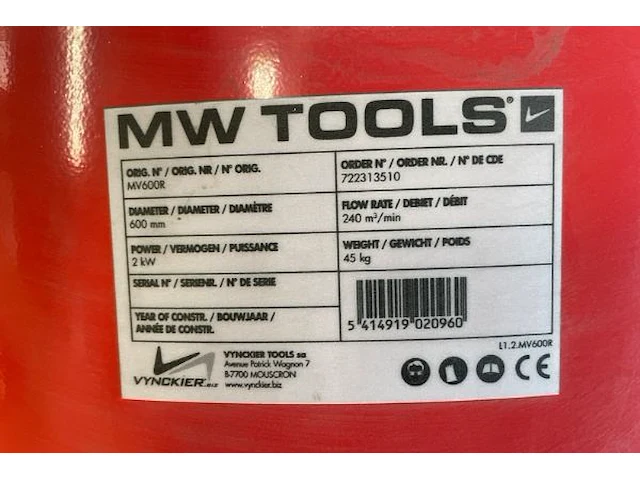 MW TOOLS®
ORIG. N° / ORIG. NR / N° ORIG.
MV600R
ORDER N° / ORDER NR. / N° DE CDE
722313510
DIAMETER / DIAMETER / DIAMÈTRE
600 mm
FLOW RATE / DEBIET / DÉBIT
240 m³/min
POWER / VERMOGEN / PUISSANCE
2 kW
WEIGHT / GEWICHT / POIDS
45 kg
SERIAL N° / SERIENR. / N° DE SERIE
YEAR OF CONSTR. / BOUWJAAR /
ANNÉE DE CONSTR.
5 414919 020960
L1.2.MV600R
VYNCKIER.BIZ
VYNCKIER TOOLS sa
Avenue Patrick Wagnon 7
B-7700 MOUSCRON
www.vynckier.biz
CE